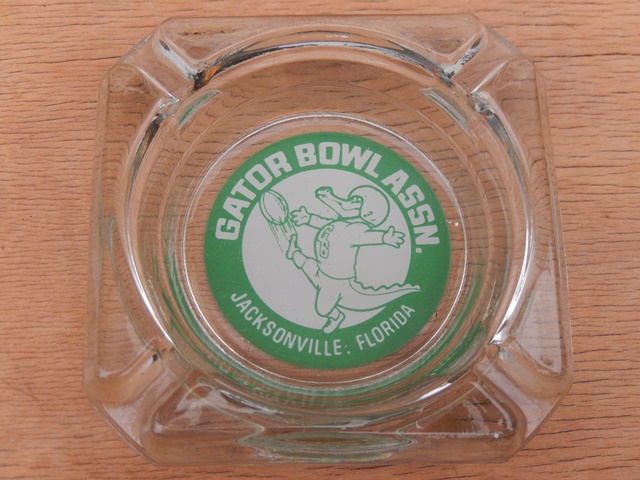 GATOR BOWL ASSN.
JACKSONVILLE, FLORIDA